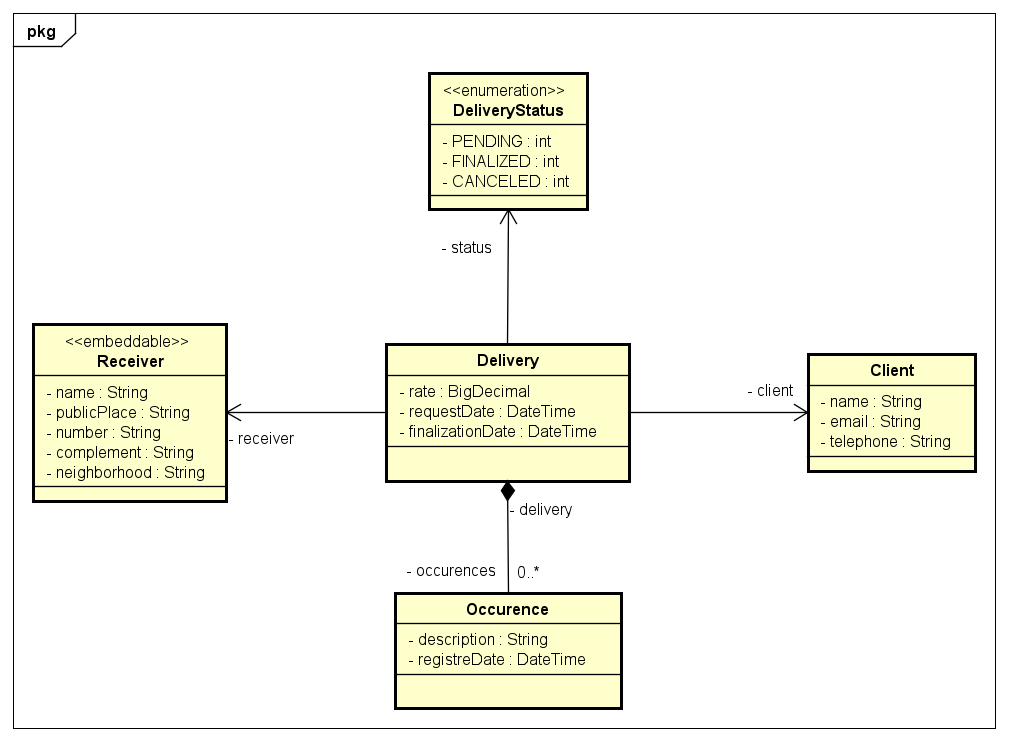 pkg
<<enumeration>>
DeliveryStatus
- PENDING : int
- FINALIZED : int
- CANCELED : int
- status
<<embeddable>>
Receiver
- name : String
- publicPlace : String
- number : String
- complement : String
- neighborhood : String
- receiver
Delivery
- rate : BigDecimal
- requestDate : DateTime
- finalizationDate : DateTime
- client
Client
- name : String
- email : String
- telephone : String
- delivery
- occurences
0..*
Occurence
- description : String
- registreDate : DateTime